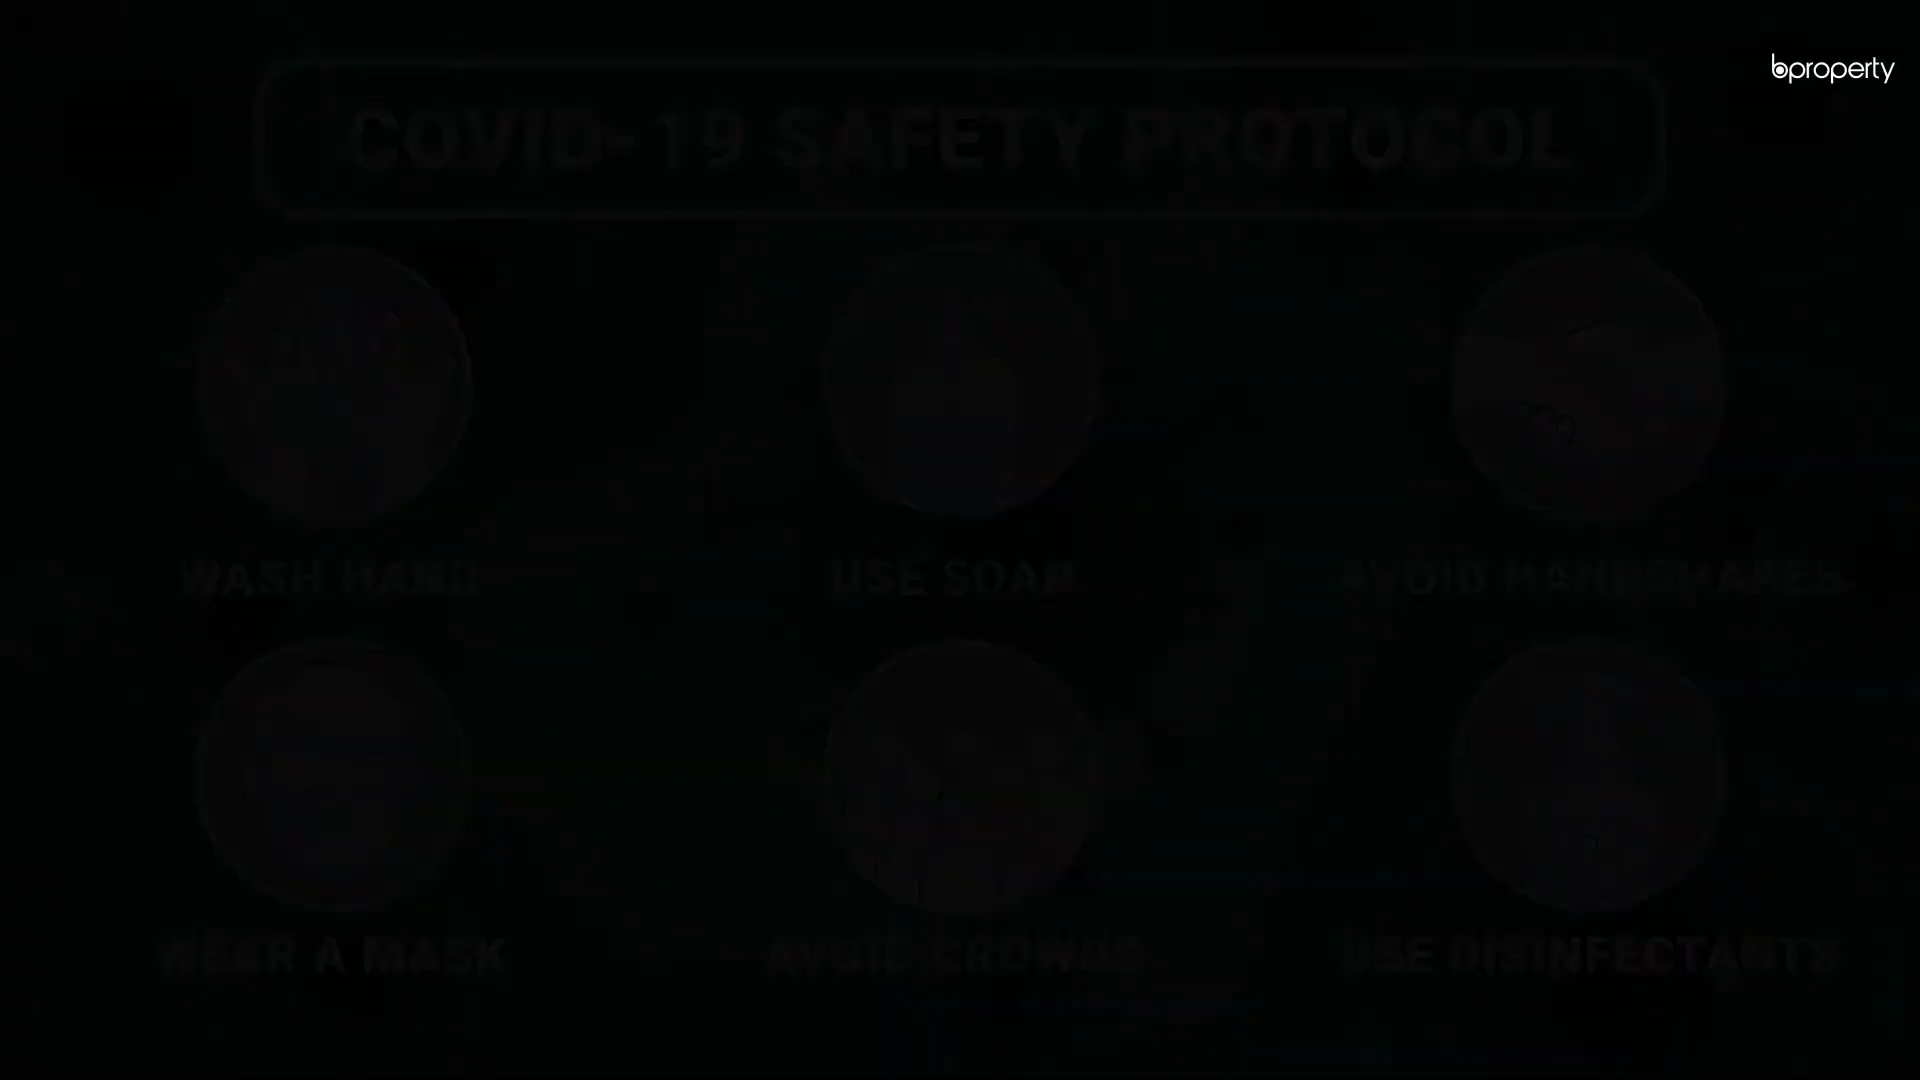 bproperty
COVID-19 SAFETY PROTOCOL
WASH HAND
USE SOAP
AVOID HANDSHAKES
WEAR A MASK
AVOID CROWDS
USE DISINFECTANTS